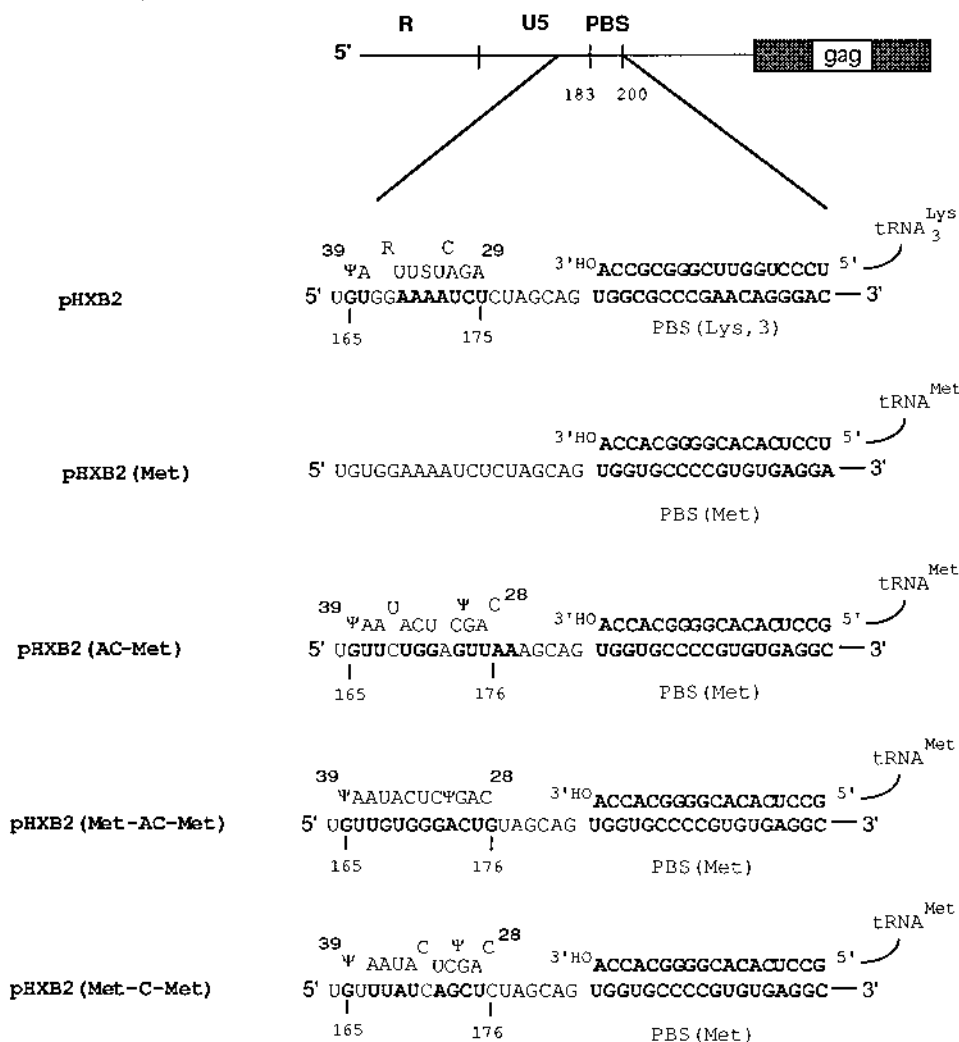 R U5 PBS
5' gag
183 200
tRNA Lys 3
39 R C 29
ΨA UUSUAGA 3'HO ACCGCGGGCUUGGUCCCU 5'
pHXB2 5' UGUGGAAAAUCUCUAGCAG UGGCGCCCGAACAGGGAC 3'
165 175 PBS(Lys,3)
tRNA Met
3'HO ACCACGGGGCACACUCCU 5'
pHXB2(Met) 5' UGUGGAAAAUCUCUAGCAG UGGUGCCCCGUGUGAGGA 3'
PBS(Met)
tRNA Met
39 U Ψ C 28
ΨAA ACU CGA 3'HO ACCACGGGGCACACUCCG 5'
pHXB2(AC-Met) 5' UGUUCUGGAGUUAAAGCAG UGGUGCCCCGUGUGAGGC 3'
165 176 PBS(Met)
tRNA Met
39 28
ΨAAUACUCΨGAC 3'HO ACCACGGGGCACACUCCG 5'
pHXB2(Met-AC-Met) 5' UGUUGUGGGACUGUAGCAG UGGUGCCCCGUGUGAGGC 3'
165 176 PBS(Met)
tRNA Met
39 C Ψ C 28
Ψ AAUA UCGA 3'HO ACCACGGGGCACACUCCG 5'
pHXB2(Met-C-Met) 5' UGUUUAUCAGCUCUAGCAG UGGUGCCCCGUGUGAGGC 3'
165 176 PBS(Met)